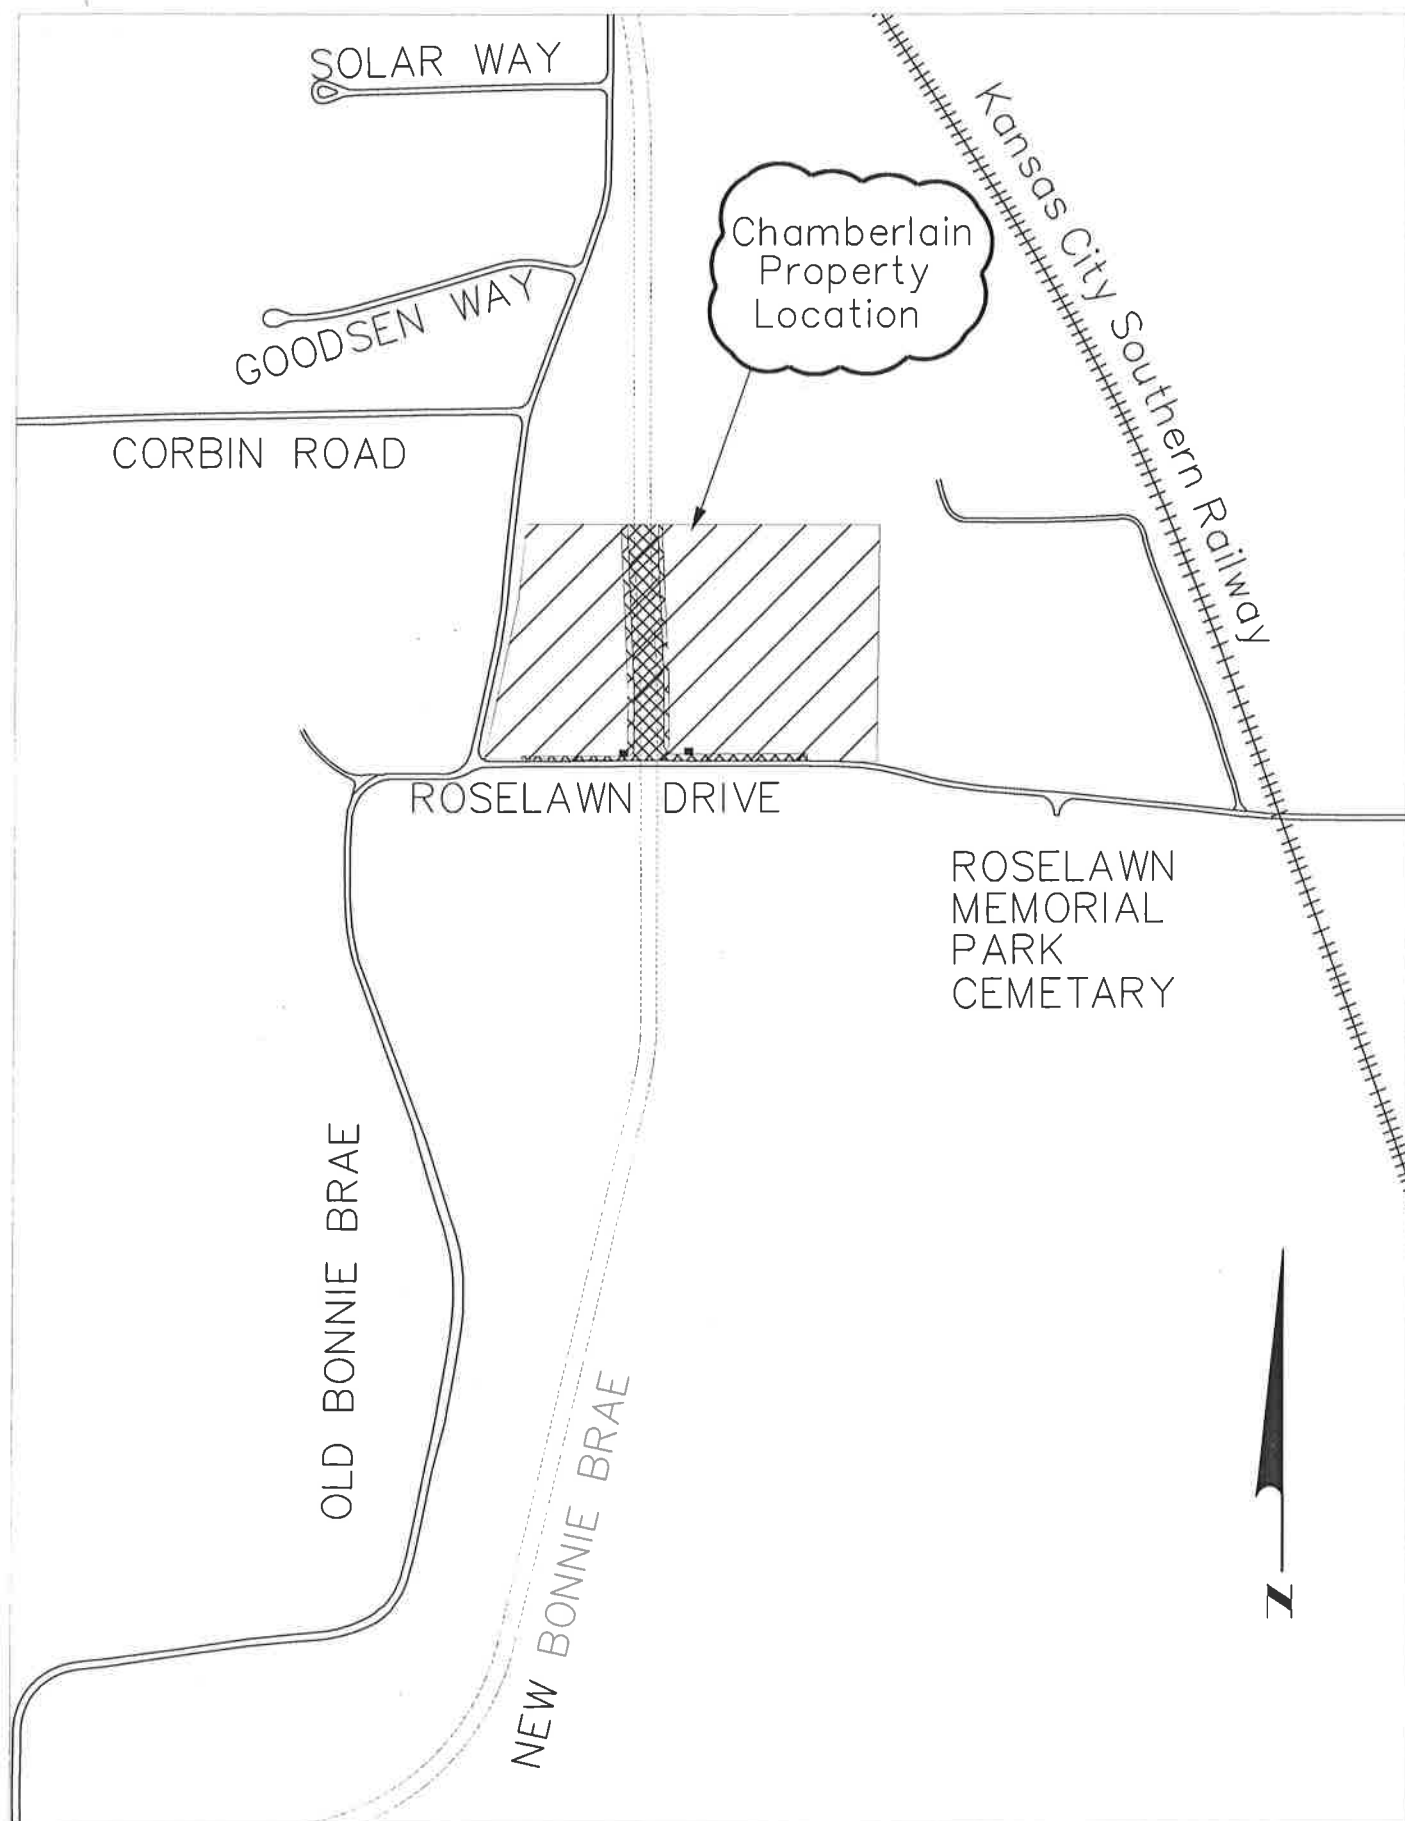 SOLAR WAY
Kansas City Southern Railway
Chamberlain
Property
Location
GOODSEN WAY
CORBIN ROAD
ROSELAWN DRIVE
ROSELAWN
MEMORIAL
PARK
CEMETARY
OLD BONNIE BRAE
NEW BONNIE BRAE
N